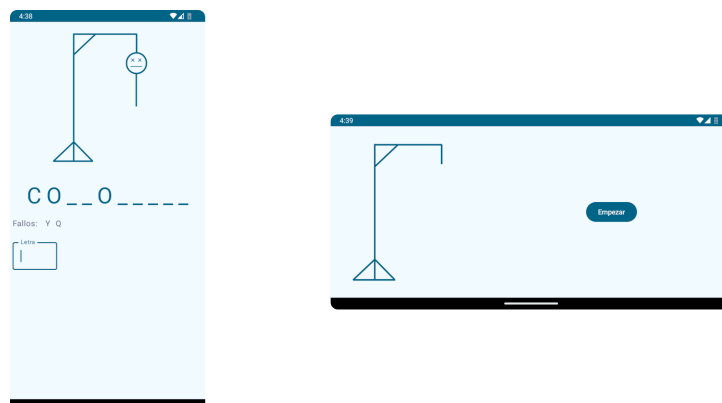 4:38
C O _ _ O _ _ _ _ _
Fallos: Y Q
Letra
4:39
Empezar